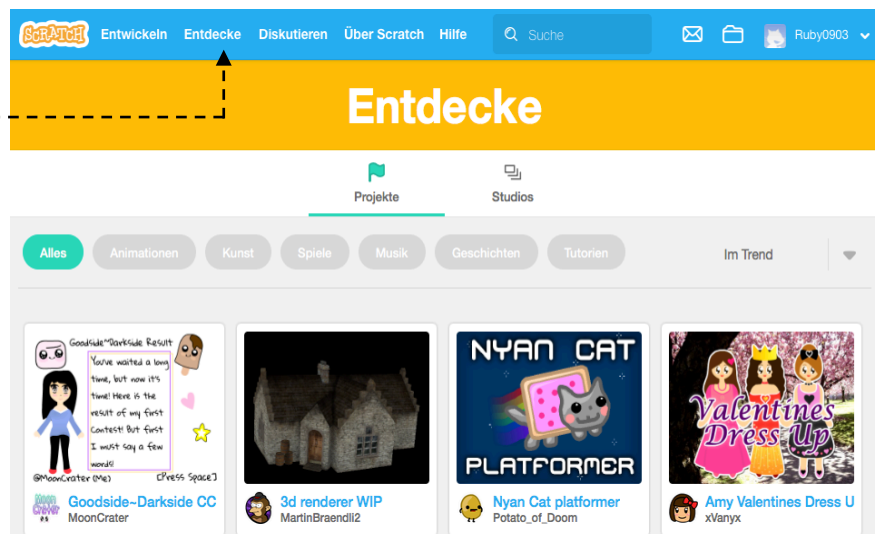 SCRATCH Entwickeln Entdecke Diskutieren Über Scratch Hilfe Suche Ruby0903
Entdecke
Projekte Studios
Alles Animationen Kunst Spiele Musik Geschichten Tutorien Im Trend
Goodside~Darkside Result
You've waited a long
time, but now it's
time! Here is the
result of my first
Contest! But first
I must say a few
words!
@MoonCrater (Me) [Press Space]
NYAN CAT
PLATFORMER
Valentines
Dress Up
Moon
Crater
Goodside~Darkside CC
MoonCrater
3d renderer WIP
MartinBraendli2
Nyan Cat platformer
Potato_of_Doom
Amy Valentines Dress U
xVanyx